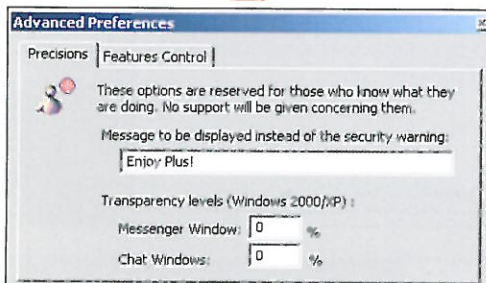 Advanced Preferences
Precisions
Features Control
These options are reserved for those who know what they
are doing. No support will be given concerning them.
Message to be displayed instead of the security warning:
Enjoy Plus!
Transparency levels (Windows 2000/XP) :
Messenger Window: 0 %
Chat Windows: 0 %